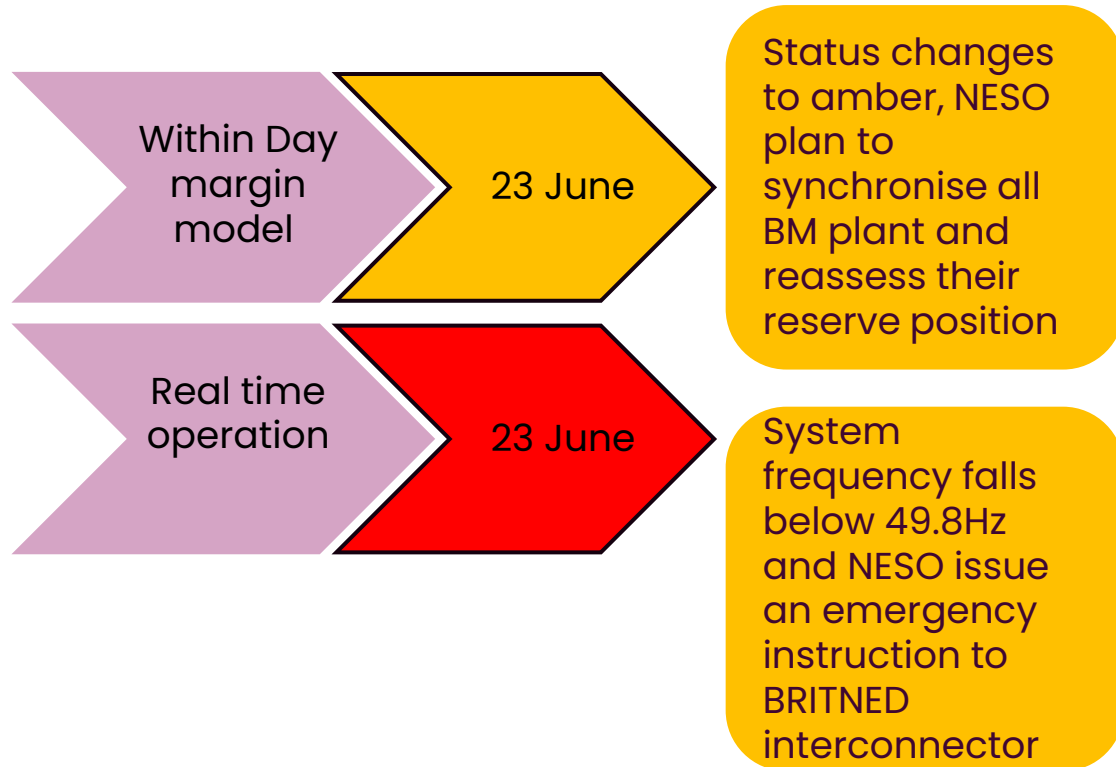 Within Day
margin
model
23 June
Status changes
to amber, NESO
plan to
synchronise all
BM plant and
reassess their
reserve position
Real time
operation
23 June
System
frequency falls
below 49.8Hz
and NESO issue
an emergency
instruction to
BRITNED
interconnector